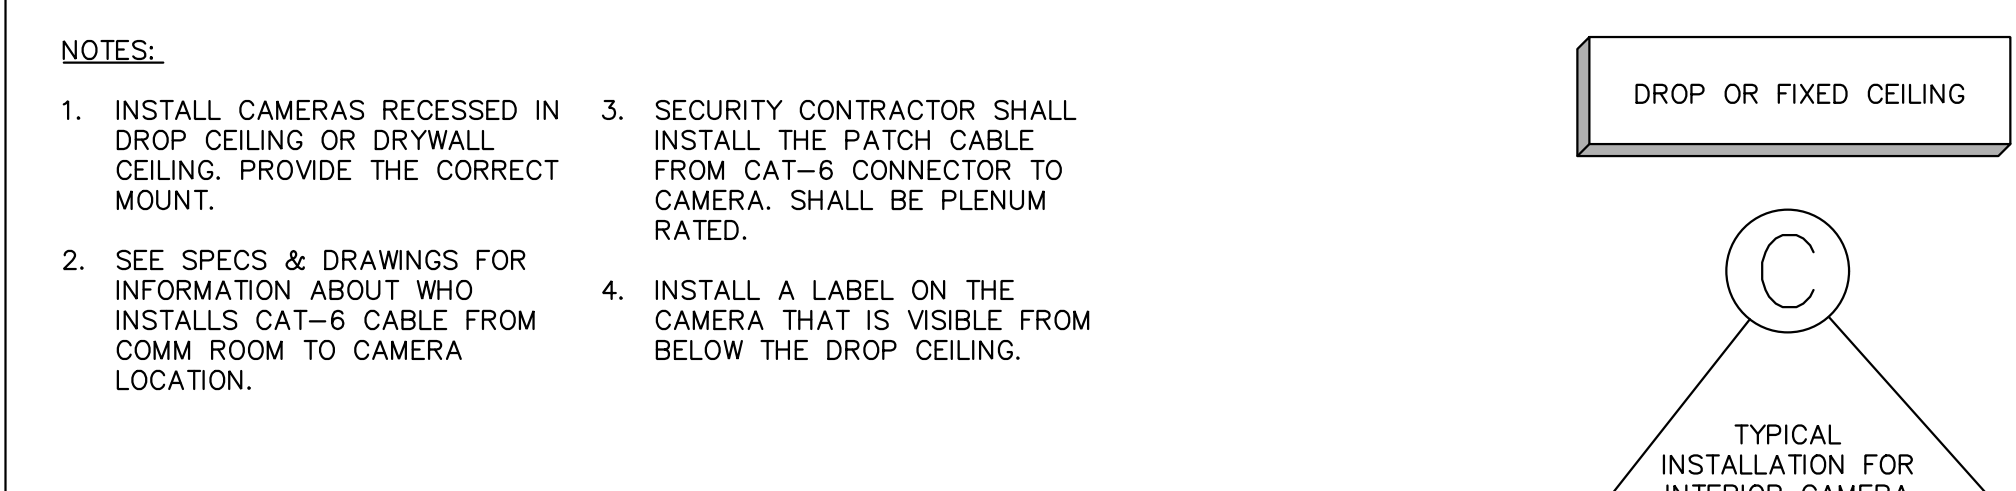 NOTES:
1. INSTALL CAMERAS RECESSED IN
DROP CEILING OR DRYWALL
CEILING. PROVIDE THE CORRECT
MOUNT.
2. SEE SPECS & DRAWINGS FOR
INFORMATION ABOUT WHO
INSTALLS CAT-6 CABLE FROM
COMM ROOM TO CAMERA
LOCATION.
3. SECURITY CONTRACTOR SHALL
INSTALL THE PATCH CABLE
FROM CAT-6 CONNECTOR TO
CAMERA. SHALL BE PLENUM
RATED.
4. INSTALL A LABEL ON THE
CAMERA THAT IS VISIBLE FROM
BELOW THE DROP CEILING.
DROP OR FIXED CEILING
C
TYPICAL
INSTALLATION FOR
INTERIOR CAMERA